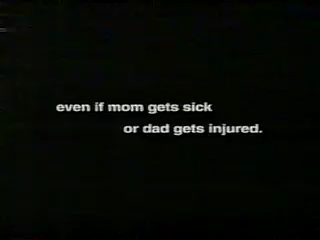 even if mom gets sick
or dad gets injured.